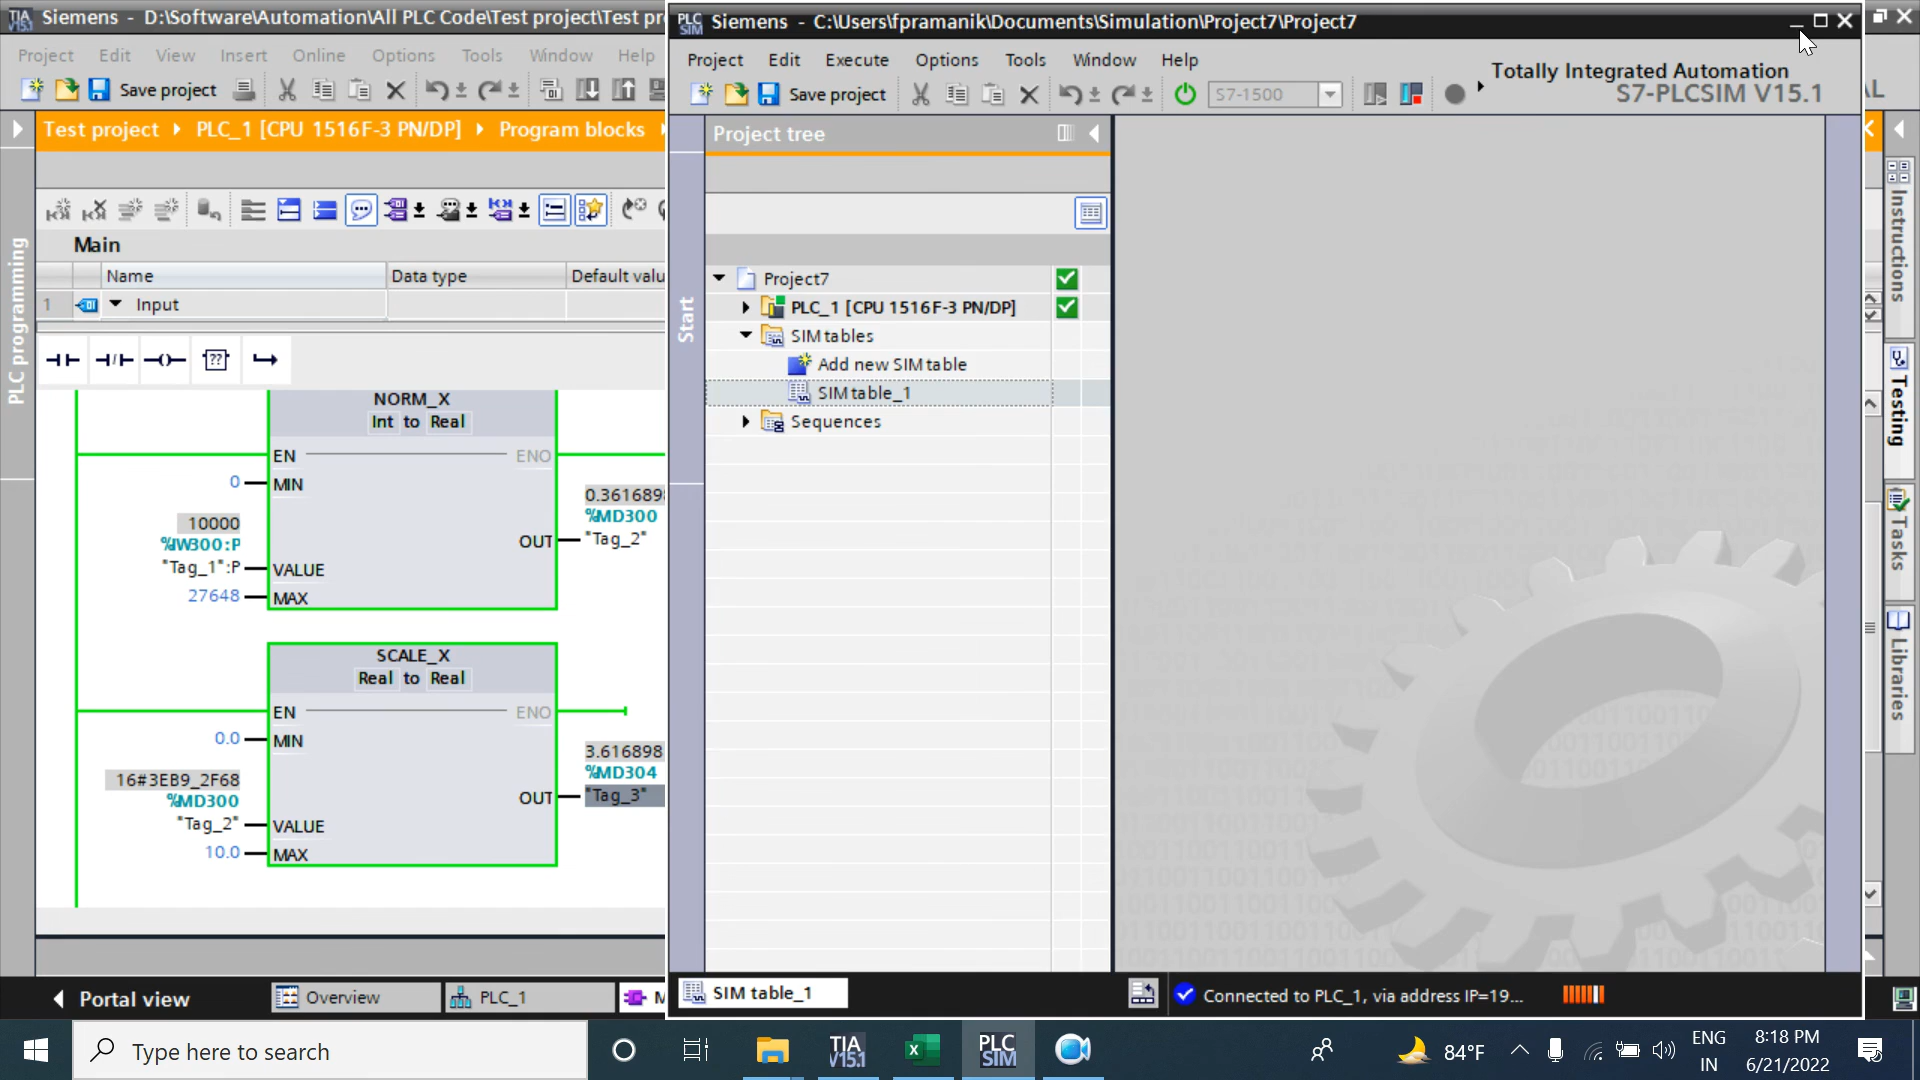 Siemens - D:\Software\Automation\All PLC Code\Test project\Test pr
Project Edit View Insert Online Options Tools Window Help
Save project
Test project PLC_1 [CPU 1516F-3 PN/DP] Program blocks
PLC programming
Main
Name Data type Default valu
1 Input
??
NORM_X
Int to Real
EN ENO
0 MIN
0.3616898
%MD300
"Tag_2"
OUT
10000
%IW300:P
"Tag_1":P
VALUE
27648 MAX
SCALE_X
Real to Real
EN ENO
0.0 MIN
3.616898
%MD304
"Tag_3"
OUT
16#3EB9_2F68
%MD300
"Tag_2"
VALUE
10.0 MAX
Portal view
Overview
PLC_1
M
Siemens - C:\Users\fpramanik\Documents\Simulation\Project7\Project7
Project Edit Execute Options Tools Window Help
Save project
S7-1500
Totally Integrated Automation
S7-PLCSIM V15.1
Start
Project tree
Project7
PLC_1 [CPU 1516F-3 PN/DP]
SIM tables
Add new SIM table
SIM table_1
Sequences
SIM table_1
Connected to PLC_1, via address IP=19...
AL
Instructions
Testing
Tasks
Libraries
Type here to search
TIA
V15.1
PLC
SIM
84°F
ENG
IN
8:18 PM
6/21/2022